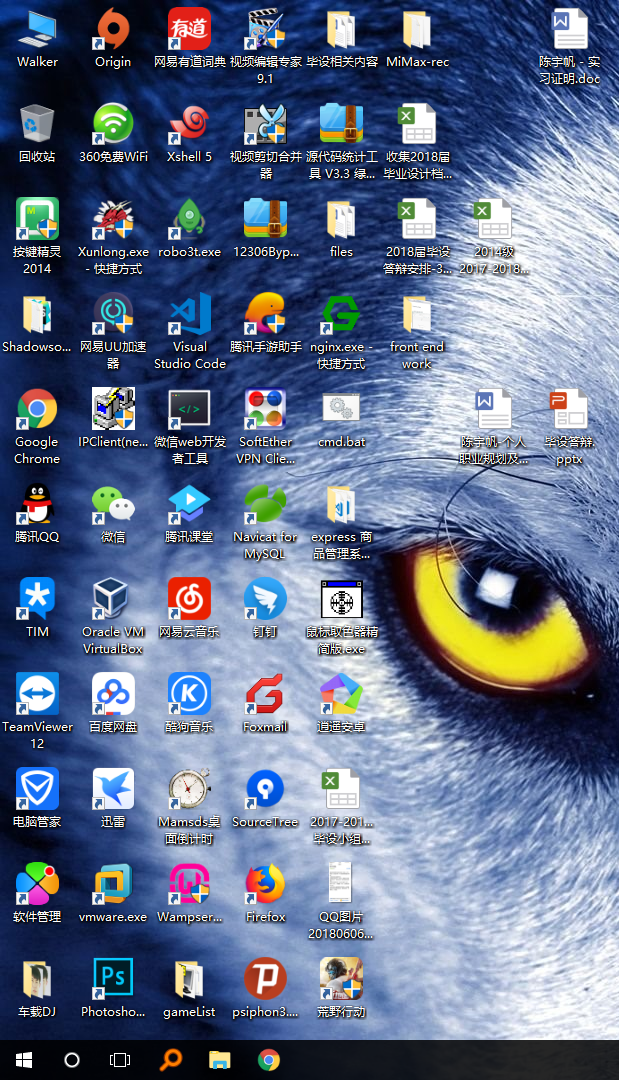 有道
Walker
Origin
网易有道词典
视频编辑专家
9.1
毕设相关内容
MiMax-rec
陈宇帆 - 实
习证明.doc
回收站
360免费WiFi
Xshell 5
视频剪切合并
器
源代码统计工
具 V3.3 绿...
收集2018届
毕业设计档...
按键精灵
2014
Xunlong.exe
- 快捷方式
robo3t.exe
12306Byp...
files
2018届毕设
答辩安排-3...
2014级
2017-2018...
Shadowso...
网易UU加速
器
Visual
Studio Code
腾讯手游助手
nginx.exe -
快捷方式
front end
work
Google
Chrome
IPClient(ne...
微信web开发
者工具
SoftEther
VPN Clie...
cmd.bat
陈宇帆-个人
职业规划及...
毕设答辩.
pptx
腾讯QQ
微信
腾讯课堂
Navicat for
MySQL
express 商
品管理系...
TIM
Oracle VM
VirtualBox
网易云音乐
钉钉
鼠标取色器精
简版.exe
TeamViewer
12
百度网盘
酷狗音乐
Foxmail
逍遥安卓
电脑管家
迅雷
Mamsds桌
面倒计时
SourceTree
2017-201...
毕设小组...
软件管理
vmware.exe
Wampser...
Firefox
QQ图片
20180606...
Ps
车载DJ
Photosho...
gameList
psiphon3....
荒野行动